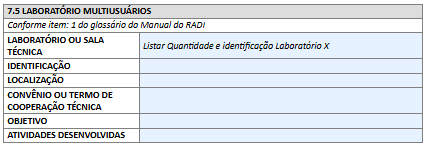 7.5 LABORATÓRIO MULTIUSUÁRIOS
Conforme item: 1 do glossário do Manual do RADI
LABORATÓRIO OU SALA
TÉCNICA
Listar Quantidade e identificação Laboratório X
IDENTIFICAÇÃO
LOCALIZAÇÃO
CONVÊNIO OU TERMO DE
COOPERAÇÃO TÉCNICA
OBJETIVO
ATIVIDADES DESENVOLVIDAS